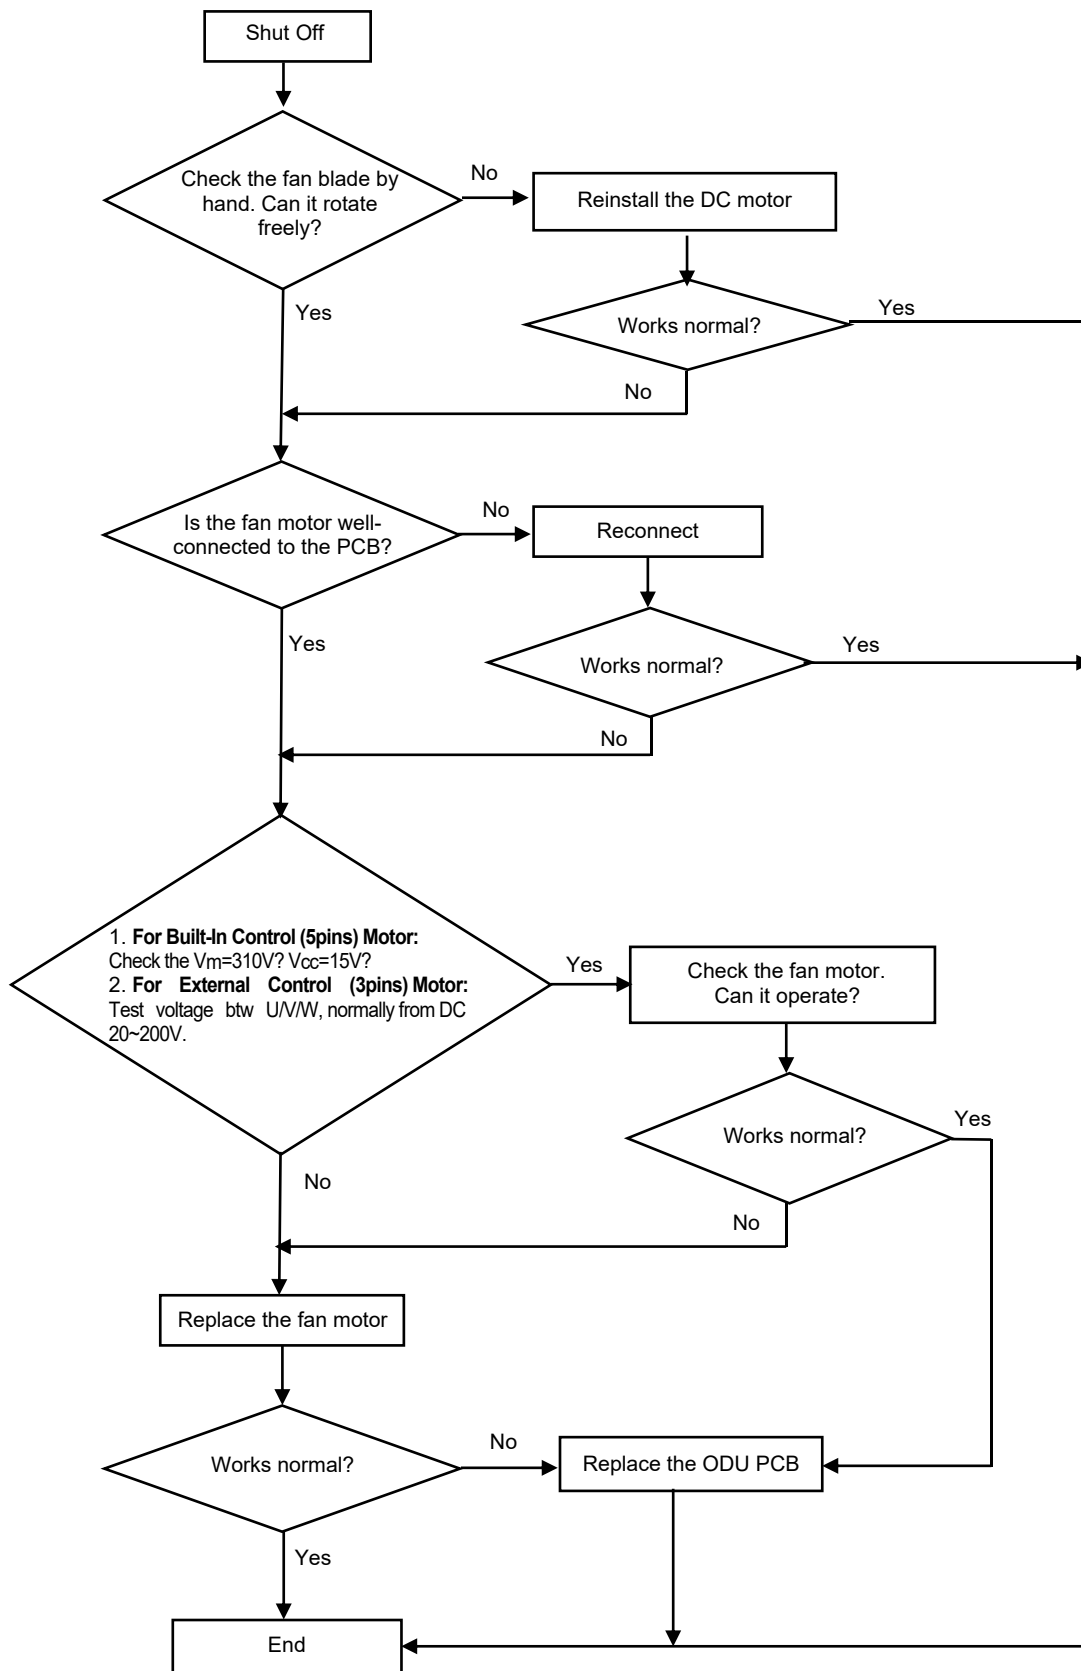 Shut Off
Check the fan blade by
hand. Can it rotate
freely?
No
Reinstall the DC motor
Yes
Works normal?
Yes
No
Is the fan motor well-
connected to the PCB?
No
Reconnect
Yes
Works normal?
Yes
No
1. For Built-In Control (5pins) Motor:
Check the Vm=310V? Vcc=15V?
2. For External Control (3pins) Motor:
Test voltage btw U/V/W, normally from DC
20~200V.
Yes
Check the fan motor.
Can it operate?
Works normal?
Yes
No
No
Replace the fan motor
Works normal?
No
Replace the ODU PCB
Yes
End